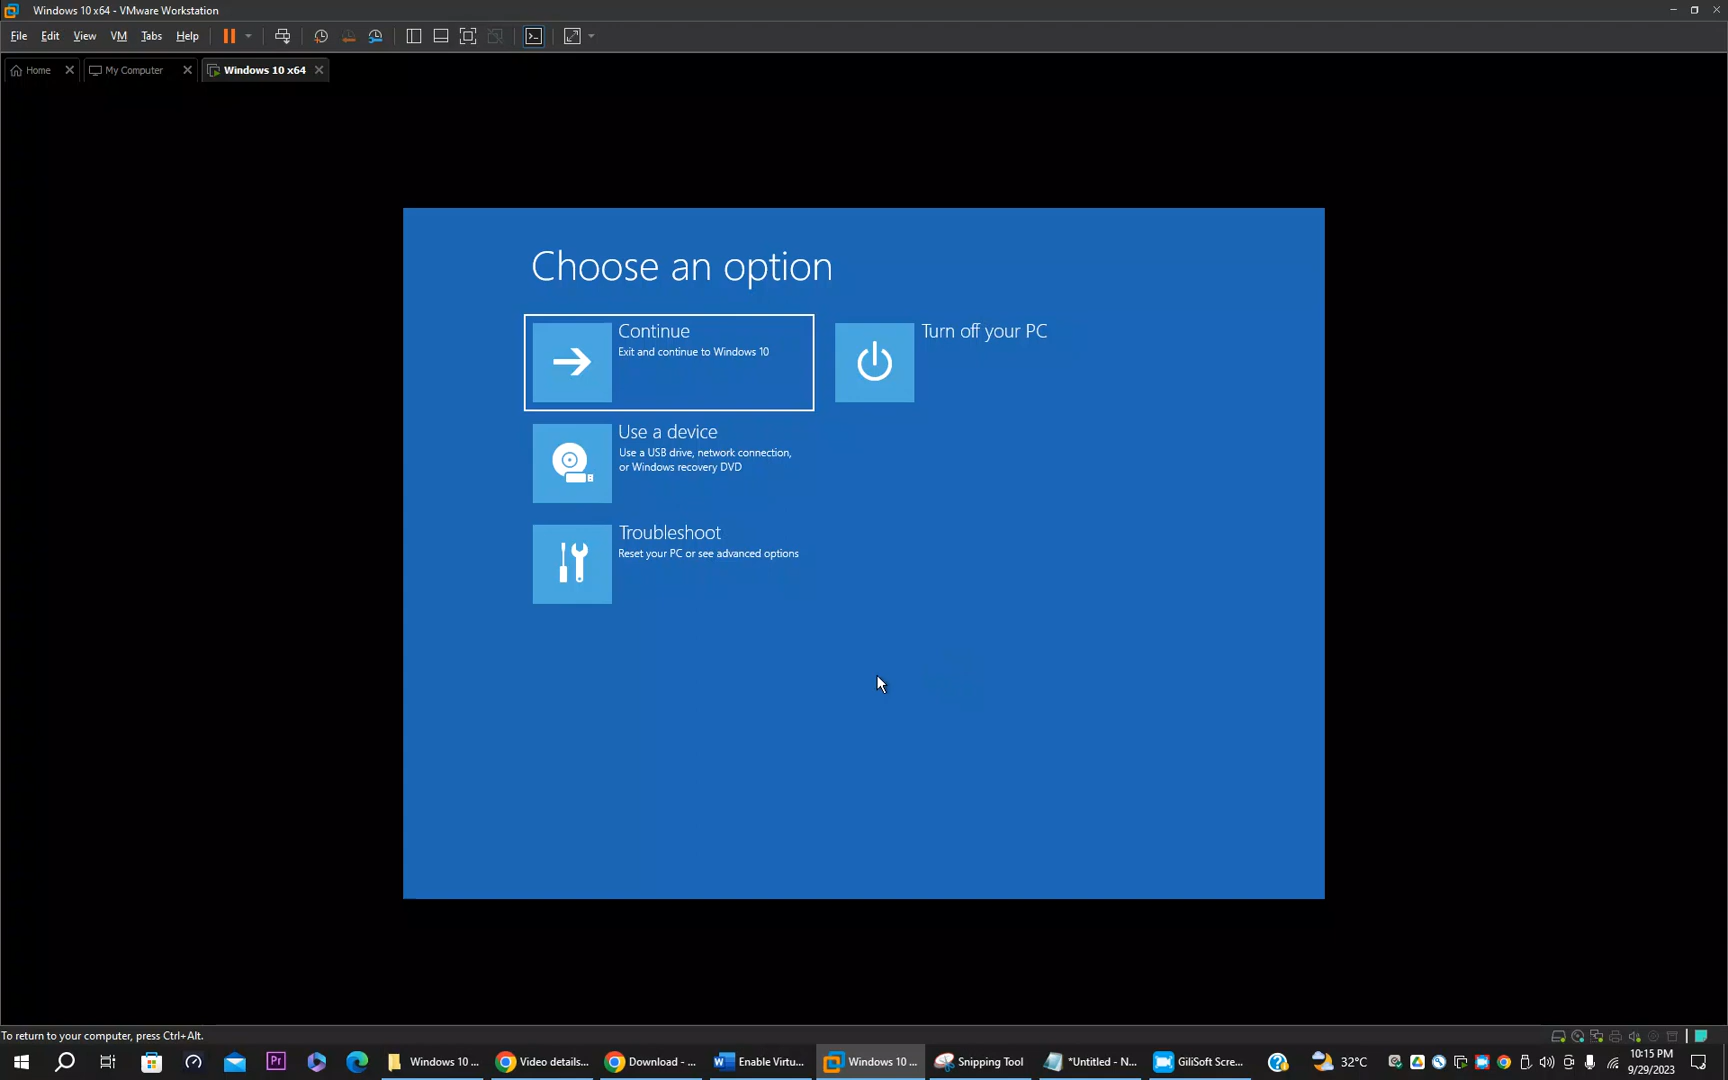 Windows 10 x64 - VMware Workstation
File Edit View VM Tabs Help
Home My Computer Windows 10 x64
Choose an option
Continue
Exit and continue to Windows 10
Turn off your PC
Use a device
Use a USB drive, network connection,
or Windows recovery DVD
Troubleshoot
Reset your PC or see advanced options
To return to your computer, press Ctrl+Alt.
Pr Windows 10 ... Video details... Download - ... Enable Virtu... Windows 10 ... Snipping Tool *Untitled - N... GiliSoft Scre... 32°C
10:15 PM
9/29/2023